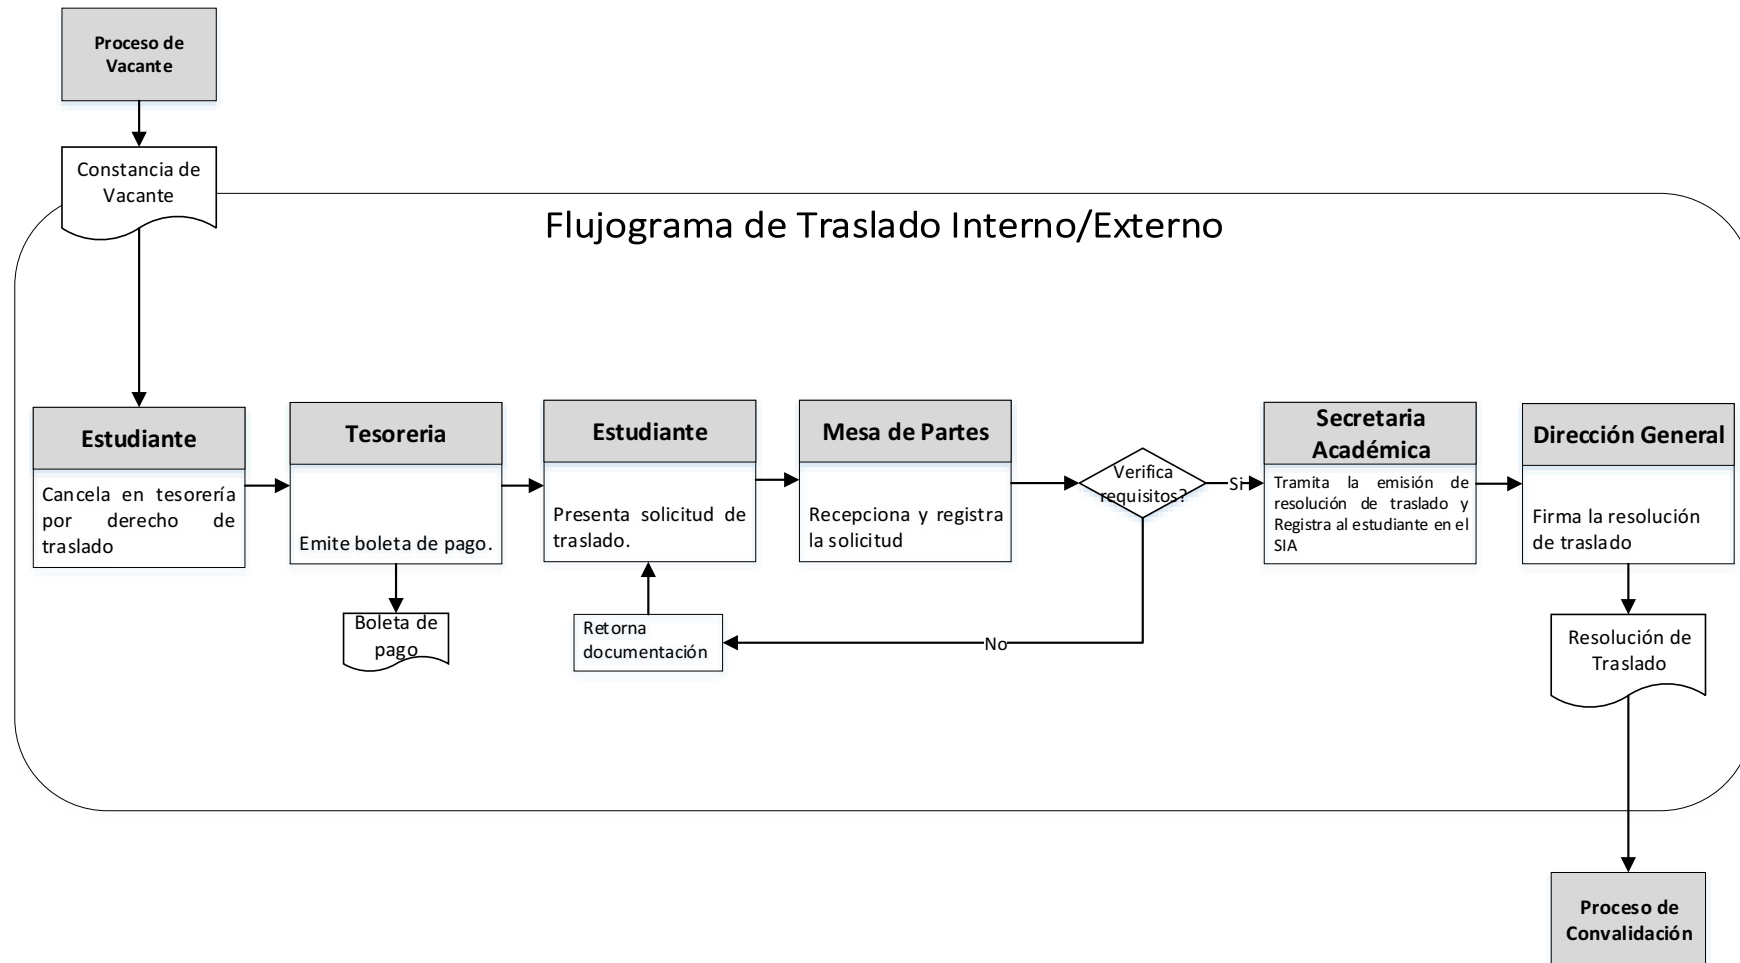 Proceso de
Vacante
Constancia de
Vacante
Flujograma de Traslado Interno/Externo
Estudiante
Cancela en tesorería
por derecho de
traslado
Tesoreria
Emite boleta de pago.
Boleta de
pago
Estudiante
Presenta solicitud de
traslado.
Retorna
documentación
Mesa de Partes
Recepciona y registra
la solicitud
Verifica
requisitos?
Si
No
Secretaria
Académica
Tramita la emisión de
resolución de traslado y
Registra al estudiante en el
SIA
Dirección General
Firma la resolución
de traslado
Resolución de
Traslado
Proceso de
Convalidación